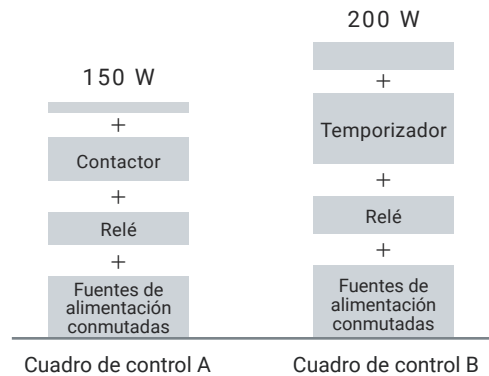 150 W
+
Contactor
+
Relé
+
Fuentes de
alimentación
conmutadas
Cuadro de control A
200 W
+
Temporizador
+
Relé
+
Fuentes de
alimentación
conmutadas
Cuadro de control B